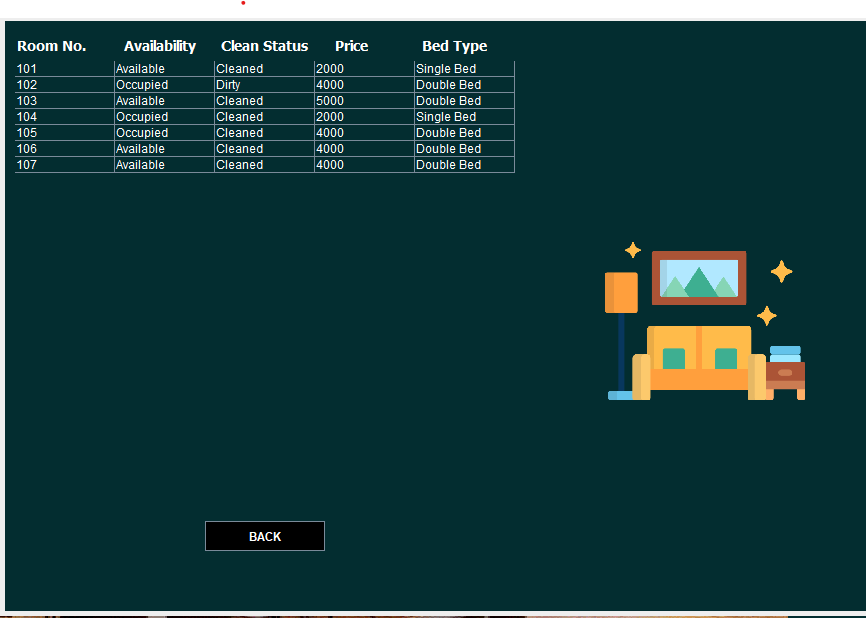 Room No. Availability Clean Status Price Bed Type
101 Available Cleaned 2000 Single Bed
102 Occupied Dirty 4000 Double Bed
103 Available Cleaned 5000 Double Bed
104 Occupied Cleaned 2000 Single Bed
105 Occupied Cleaned 4000 Double Bed
106 Available Cleaned 4000 Double Bed
107 Available Cleaned 4000 Double Bed
BACK